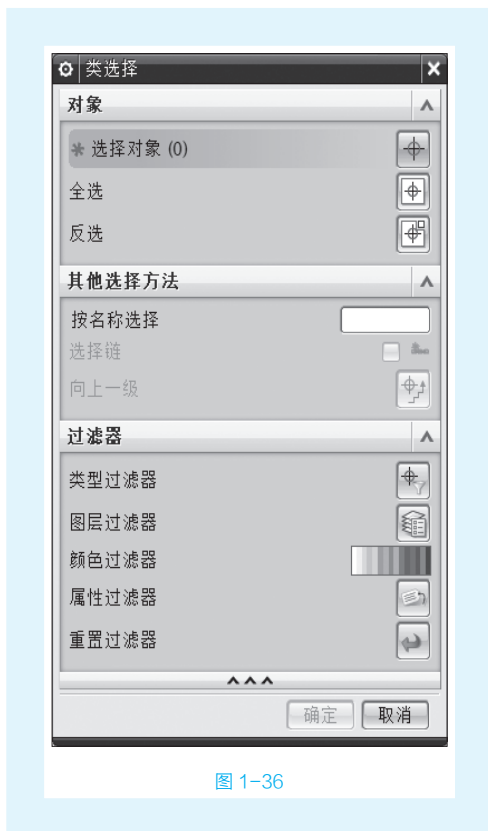 类选择
对象
* 选择对象 (0)
全选
反选
其他选择方法
按名称选择
选择链
向上一级
过滤器
类型过滤器
图层过滤器
颜色过滤器
属性过滤器
重置过滤器
确定 取消
图 1-36